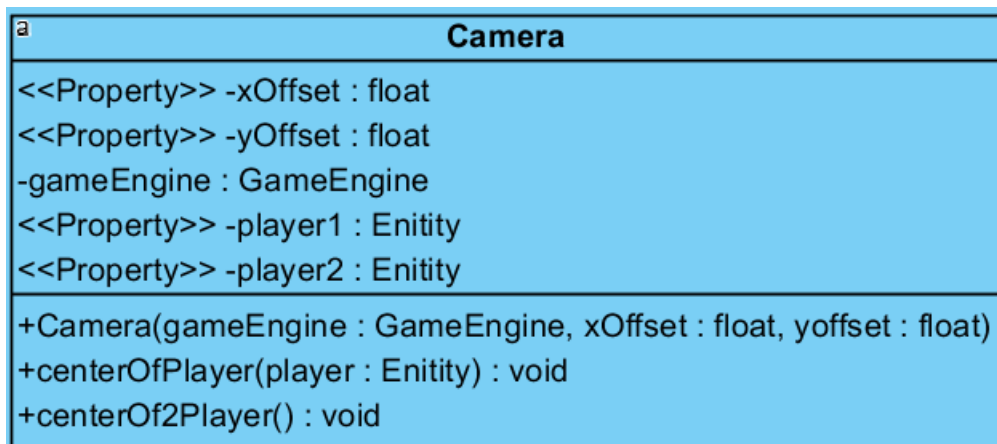 a
Camera
<<Property>> -xOffset : float
<<Property>> -yOffset : float
-gameEngine : GameEngine
<<Property>> -player1 : Enitity
<<Property>> -player2 : Enitity
+Camera(gameEngine : GameEngine, xOffset : float, yoffset : float)
+centerOfPlayer(player : Enitity) : void
+centerOf2Player() : void